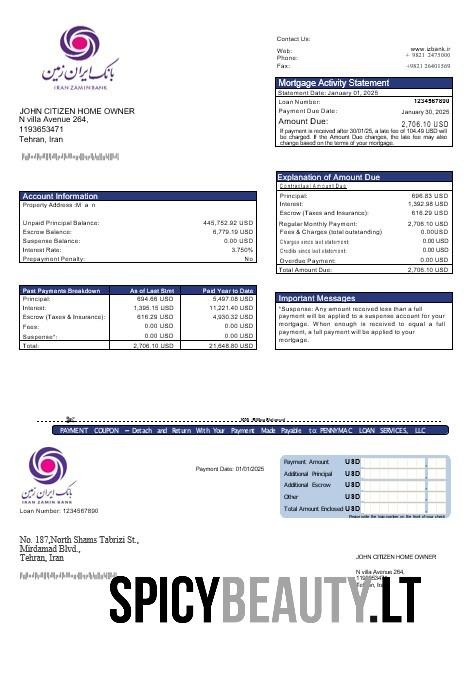 Contact Us:
Web: www.izbank.ir
Phone: + 9821 2475000
Fax: +9821 26401569
بانک ایران زمین
IRAN ZAMIN BANK
Mortgage Activity Statement
Statement Date: January 01, 2025
Loan Number: 1234567890
Payment Due Date: January 30, 2025
Amount Due: 2,706.10 USD
If payment is received after 30/01/25, a late fee of 104.49 USD will
be charged. If the Amount Due changes, the late fee may also
change based on the terms of your mortgage.
JOHN CITIZEN HOME OWNER
N villa Avenue 264,
1193653471
Tehran, Iran
Explanation of Amount Due
Contractual Amount Due
Principal: 696.83 USD
Interest: 1,392.98 USD
Escrow (Taxes and Insurance): 616.29 USD
Regular Monthly Payment: 2,706.10 USD
Fees & Charges (total outstanding) 0.00USD
Charges since last statement: 0.00 USD
Credits since last statement: 0.00 USD
Overdue Payment: 0.00 USD
Total Amount Due: 2,706.10 USD
Account Information
Property Address: M a n
Unpaid Principal Balance: 445,752.92 USD
Escrow Balance: 6,779.19 USD
Suspense Balance: 0.00 USD
Interest Rate: 3.750%
Prepayment Penalty: No
Past Payments Breakdown As of Last Stmt Paid Year to Date
Principal: 694.66 USD 5,497.08 USD
Interest: 1,395.15 USD 11,221.40 USD
Escrow (Taxes & Insurance): 616.29 USD 4,930.32 USD
Fees: 0.00 USD 0.00 USD
Suspense*: 0.00 USD 0.00 USD
Total: 2,706.10 USD 21,648.80 USD
Important Messages
*Suspense: Any amount received less than a full
payment will be applied to a suspense account for your
mortgage. When enough is received to equal a full
payment, a full payment will be applied to your
mortgage.
PAYMENT COUPON – Detach and Return With Your Payment Made Payable to: PENNYMAC LOAN SERVICES, LLC
بانک ایران زمین
IRAN ZAMIN BANK
Loan Number: 1234567890
Payment Date: 01/01/2025
Payment Amount USD
Additional Principal USD
Additional Escrow USD
Other USD
Total Amount Enclosed USD
No. 187,North Shams Tabrizi St.,
Mirdamad Blvd.,
Tehran, Iran
JOHN CITIZEN HOME OWNER
N villa Avenue 264,
SPICYBEAUTY.LT